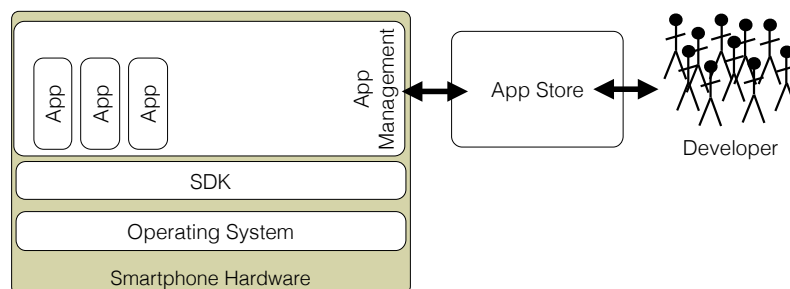 App
App
App
App
Management
App Store
Developer
SDK
Operating System
Smartphone Hardware